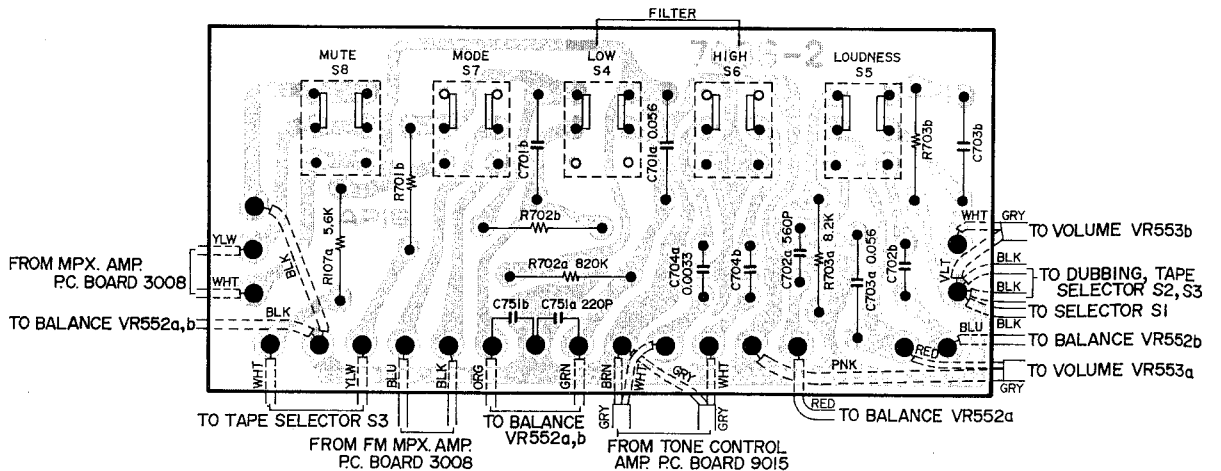 FILTER
7036-2
MUTE
S8
MODE
S7
LOW
S4
HIGH
S6
LOUDNESS
S5
R701b
C701b
C701a 0.056
R703b
C703b
R107a 5.6K
R702b
R702a 820K
C704a
0.0033
C704b
C702a 560P
R703a 8.2K
C703a 0.056
C702b
C751b
C751a 220P
YLW
FROM MPX. AMP.
P.C. BOARD 3008
WHT
BLK
TO BALANCE VR552a,b
BLK
WHT
GRY
TO VOLUME VR553b
VLT
BLK
TO DUBBING, TAPE
SELECTOR S2, S3
BLK
TO SELECTOR S1
BLU
BLK
TO BALANCE VR552b
RED
TO VOLUME VR553a
PNK
GRY
WHT
YLW
BLU
BLK
ORG
GRN
BRN
WHT
GRY
WHT
GRY
GRY
RED
TO BALANCE VR552a
TO TAPE SELECTOR S3
FROM FM MPX. AMP.
P.C. BOARD 3008
TO BALANCE
VR552a,b
FROM TONE CONTROL
AMP. P.C. BOARD 9015